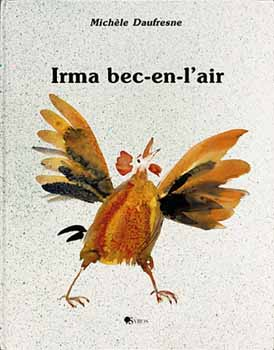 Michèle Daufresne
Irma bec-en-l'air
SYROS